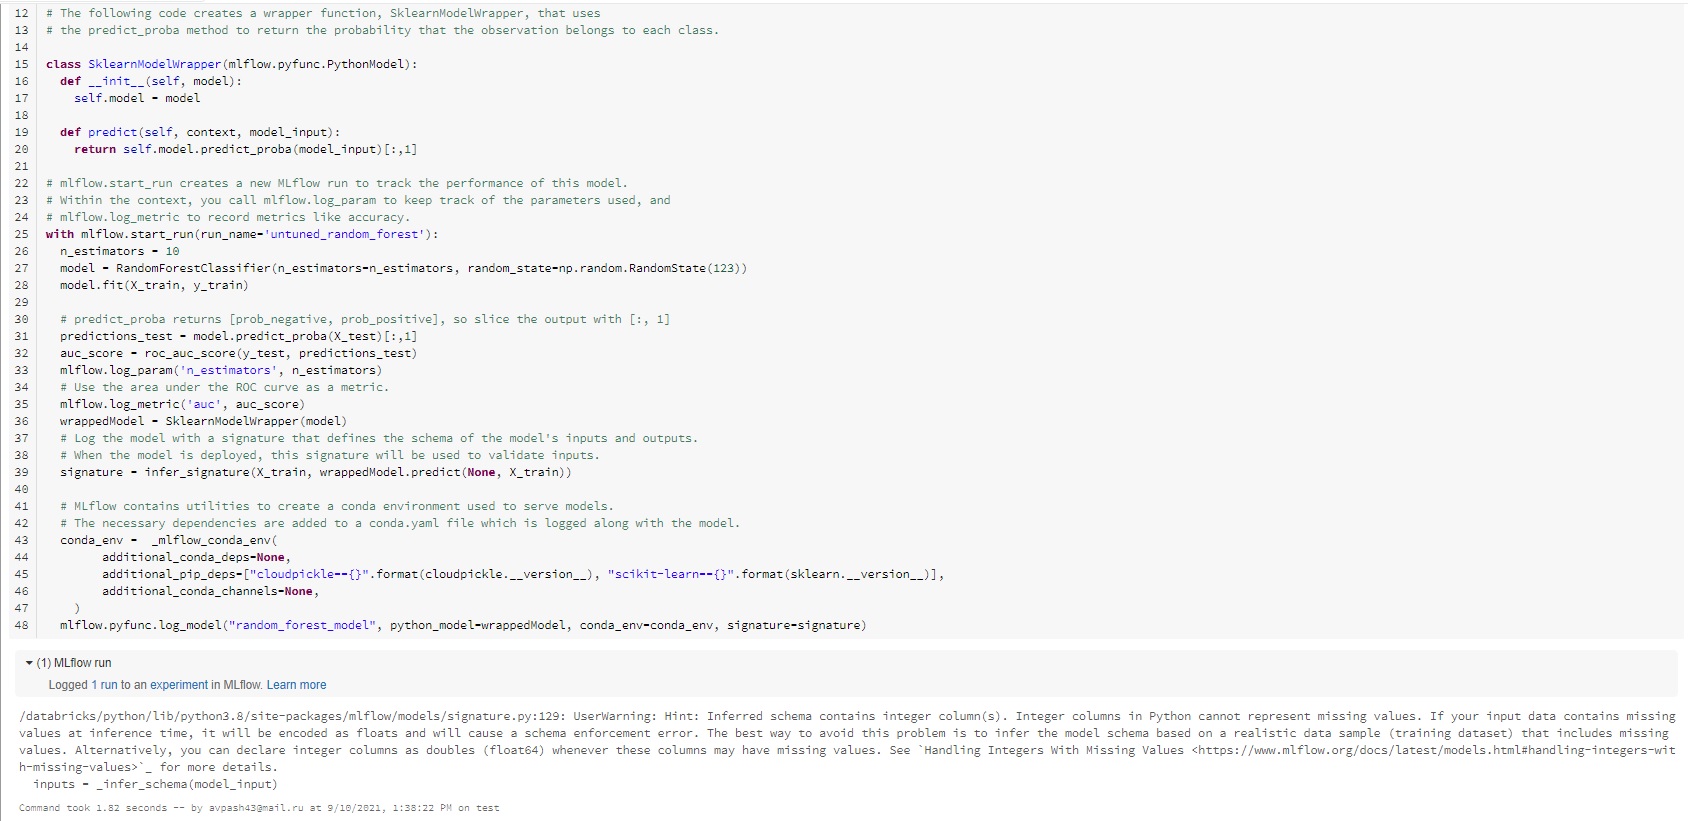 12 # The following code creates a wrapper function, SklearnModelWrapper, that uses
13 # the predict_proba method to return the probability that the observation belongs to each class.
14
15 class SklearnModelWrapper(mlflow.pyfunc.PythonModel):
16   def __init__(self, model):
17     self.model = model
18
19   def predict(self, context, model_input):
20     return self.model.predict_proba(model_input)[:,1]
21
22 # mlflow.start_run creates a new MLflow run to track the performance of this model.
23 # Within the context, you call mlflow.log_param to keep track of the parameters used, and
24 # mlflow.log_metric to record metrics like accuracy.
25 with mlflow.start_run(run_name='untuned_random_forest'):
26   n_estimators = 10
27   model = RandomForestClassifier(n_estimators=n_estimators, random_state=np.random.RandomState(123))
28   model.fit(X_train, y_train)
29
30   # predict_proba returns [prob_negative, prob_positive], so slice the output with [:, 1]
31   predictions_test = model.predict_proba(X_test)[:,1]
32   auc_score = roc_auc_score(y_test, predictions_test)
33   mlflow.log_param('n_estimators', n_estimators)
34   # Use the area under the ROC curve as a metric.
35   mlflow.log_metric('auc', auc_score)
36   wrappedModel = SklearnModelWrapper(model)
37   # Log the model with a signature that defines the schema of the model's inputs and outputs.
38   # When the model is deployed, this signature will be used to validate inputs.
39   signature = infer_signature(X_train, wrappedModel.predict(None, X_train))
40
41   # MLflow contains utilities to create a conda environment used to serve models.
42   # The necessary dependencies are added to a conda.yaml file which is logged along with the model.
43   conda_env =  _mlflow_conda_env(
44         additional_conda_deps=None,
45         additional_pip_deps=["cloudpickle=={}".format(cloudpickle.__version__), "scikit-learn=={}".format(sklearn.__version__)],
46         additional_conda_channels=None,
47     )
48   mlflow.pyfunc.log_model("random_forest_model", python_model=wrappedModel, conda_env=conda_env, signature=signature)
(1) MLflow run
Logged 1 run to an experiment in MLflow. Learn more
/databricks/python/lib/python3.8/site-packages/mlflow/models/signature.py:129: UserWarning: Hint: Inferred schema contains integer column(s). Integer columns in Python cannot represent missing values. If your input data contains missing
values at inference time, it will be encoded as floats and will cause a schema enforcement error. The best way to avoid this problem is to infer the model schema based on a realistic data sample (training dataset) that includes missing
values. Alternatively, you can declare integer columns as doubles (float64) whenever these columns may have missing values. See `Handling Integers With Missing Values <https://www.mlflow.org/docs/latest/models.html#handling-integers-wit
h-missing-values>`_ for more details.
  inputs = _infer_schema(model_input)
Command took 1.82 seconds -- by avpash43@mail.ru at 9/10/2021, 1:38:22 PM on test